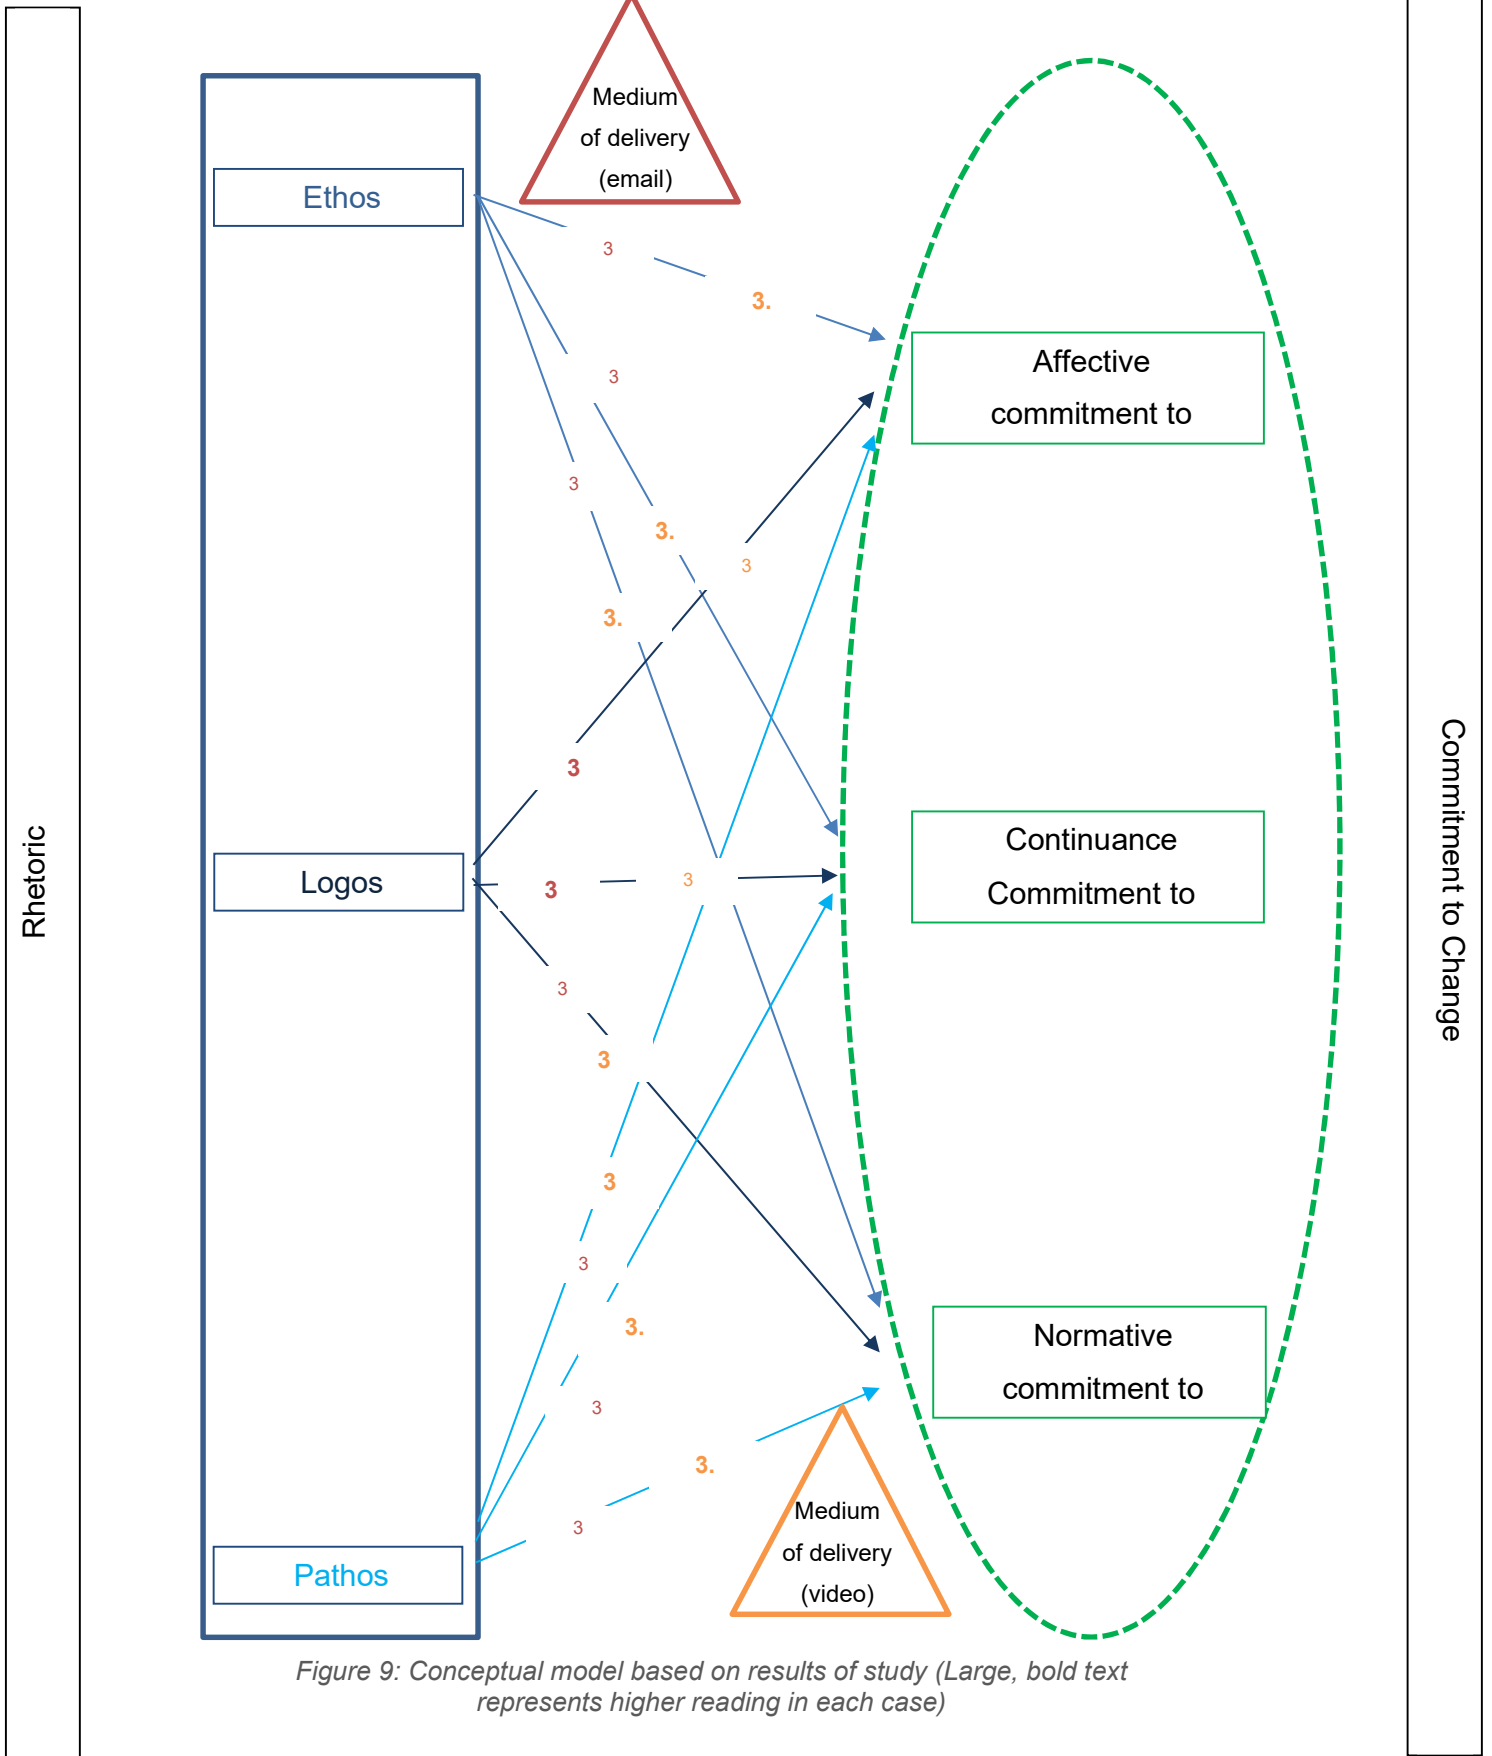 Medium
of delivery
(email)
Ethos
3
3.
Affective
commitment to
3
3
3.
3
3.
3
Rhetoric
Logos
3
3
Continuance
Commitment to
Commitment to Change
3
3
3
3
Normative
commitment to
3.
3
3.
3
Medium
of delivery
(video)
Pathos
Figure 9: Conceptual model based on results of study (Large, bold text
represents higher reading in each case)